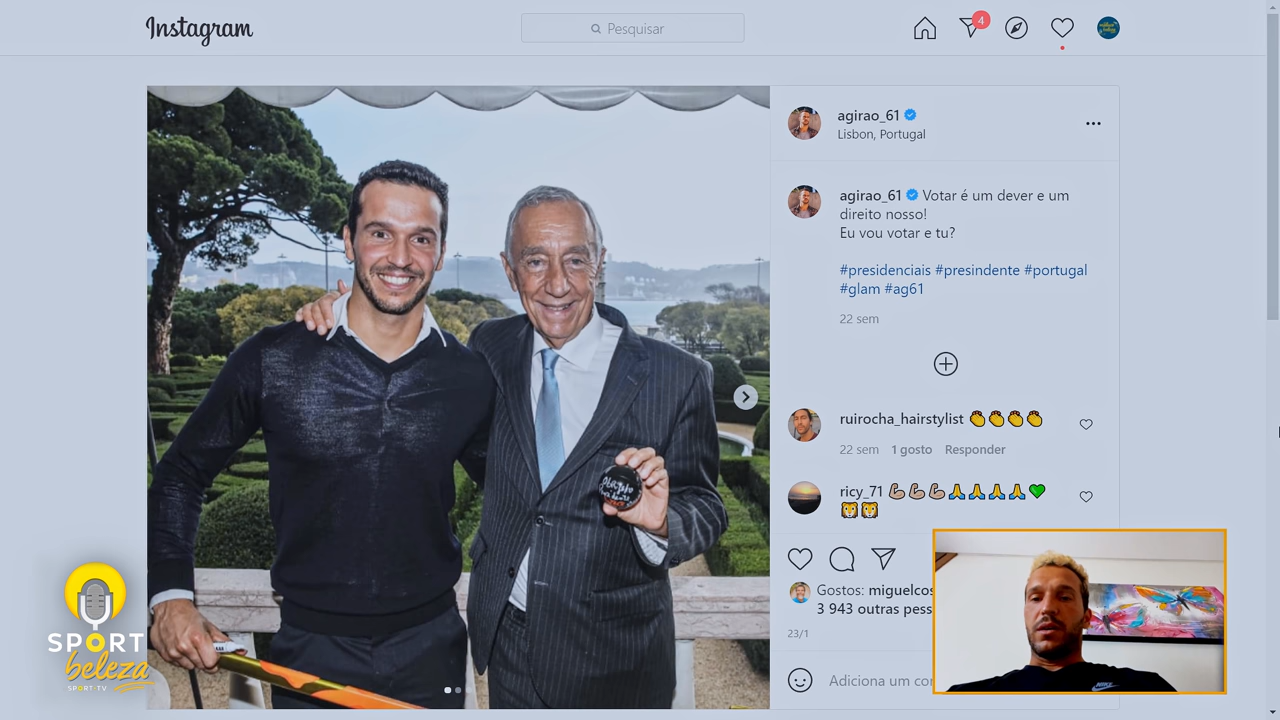 Instagram
Pesquisar
4
agirao_61
Lisbon, Portugal
agirao_61 Votar é um dever e um
direito nosso!
Eu vou votar e tu?
#presidenciais #presindente #portugal
#glam #ag61
22 sem
ruirocha_hairstylist 👏👏👏👏
22 sem 1 gosto Responder
ricy_71 💪🏼💪🏼💪🏼🙏🙏🙏🙏💚
🦁🦁
Gostos: miguelcos
3 943 outras pess
23/1
Adiciona um co
SPORT
beleza
SPORT TV
NIKE